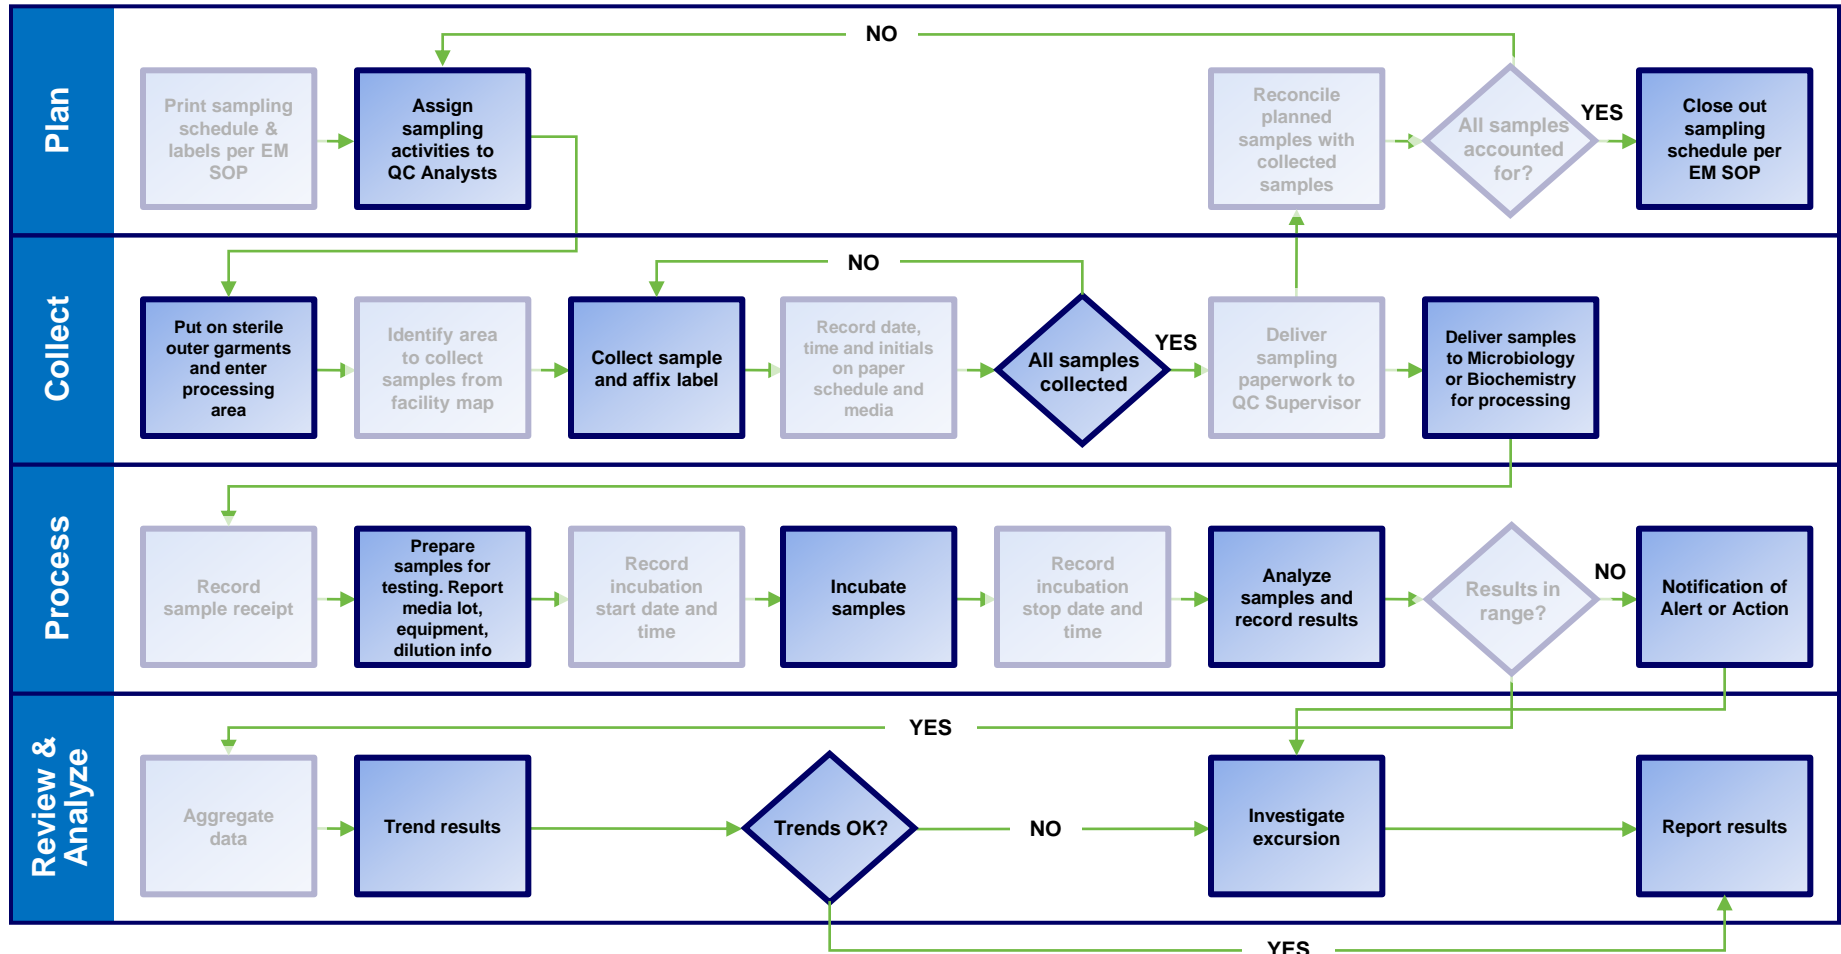 Plan
NO
Print sampling
schedule &
labels per EM
SOP
Assign
sampling
activities to
QC Analysts
Reconcile
planned
samples with
collected
samples
All samples
accounted
for?
YES
Close out
sampling
schedule per
EM SOP
Collect
NO
Put on sterile
outer garments
and enter
processing
area
Identify area
to collect
samples from
facility map
Collect sample
and affix label
Record date,
time and initials
on paper
schedule and
media
All samples
collected
YES
Deliver
sampling
paperwork to
QC Supervisor
Deliver samples
to Microbiology
or Biochemistry
for processing
Process
Record
sample receipt
Prepare
samples for
testing. Report
media lot,
equipment,
dilution info
Record
incubation
start date and
time
Incubate
samples
Record
incubation
stop date and
time
Analyze
samples and
record results
Results in
range?
NO
Notification of
Alert or Action
Review &
Analyze
YES
Aggregate
data
Trend results
Trends OK?
NO
Investigate
excursion
Report results
YES